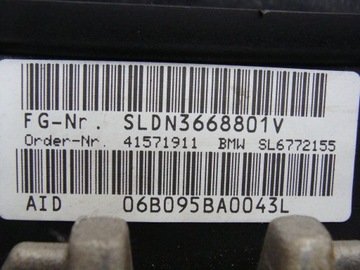 FG-Nr. SLDN3668801V
Order-Nr. 41571911 BMW SL6772155
AID 06B095BA0043L